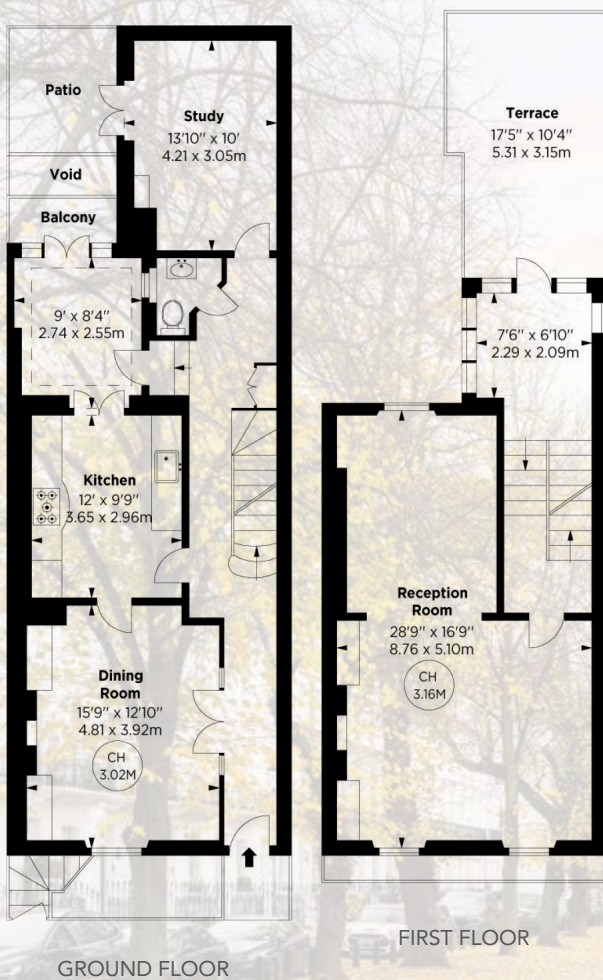 Patio
Void
Balcony
Study
13'10" x 10'
4.21 x 3.05m
9' x 8'4"
2.74 x 2.55m
Kitchen
12' x 9'9"
3.65 x 2.96m
Dining
Room
15'9" x 12'10"
4.81 x 3.92m
CH
3.02M
GROUND FLOOR
Terrace
17'5" x 10'4"
5.31 x 3.15m
7'6" x 6'10"
2.29 x 2.09m
Reception
Room
28'9" x 16'9"
8.76 x 5.10m
CH
3.16M
FIRST FLOOR